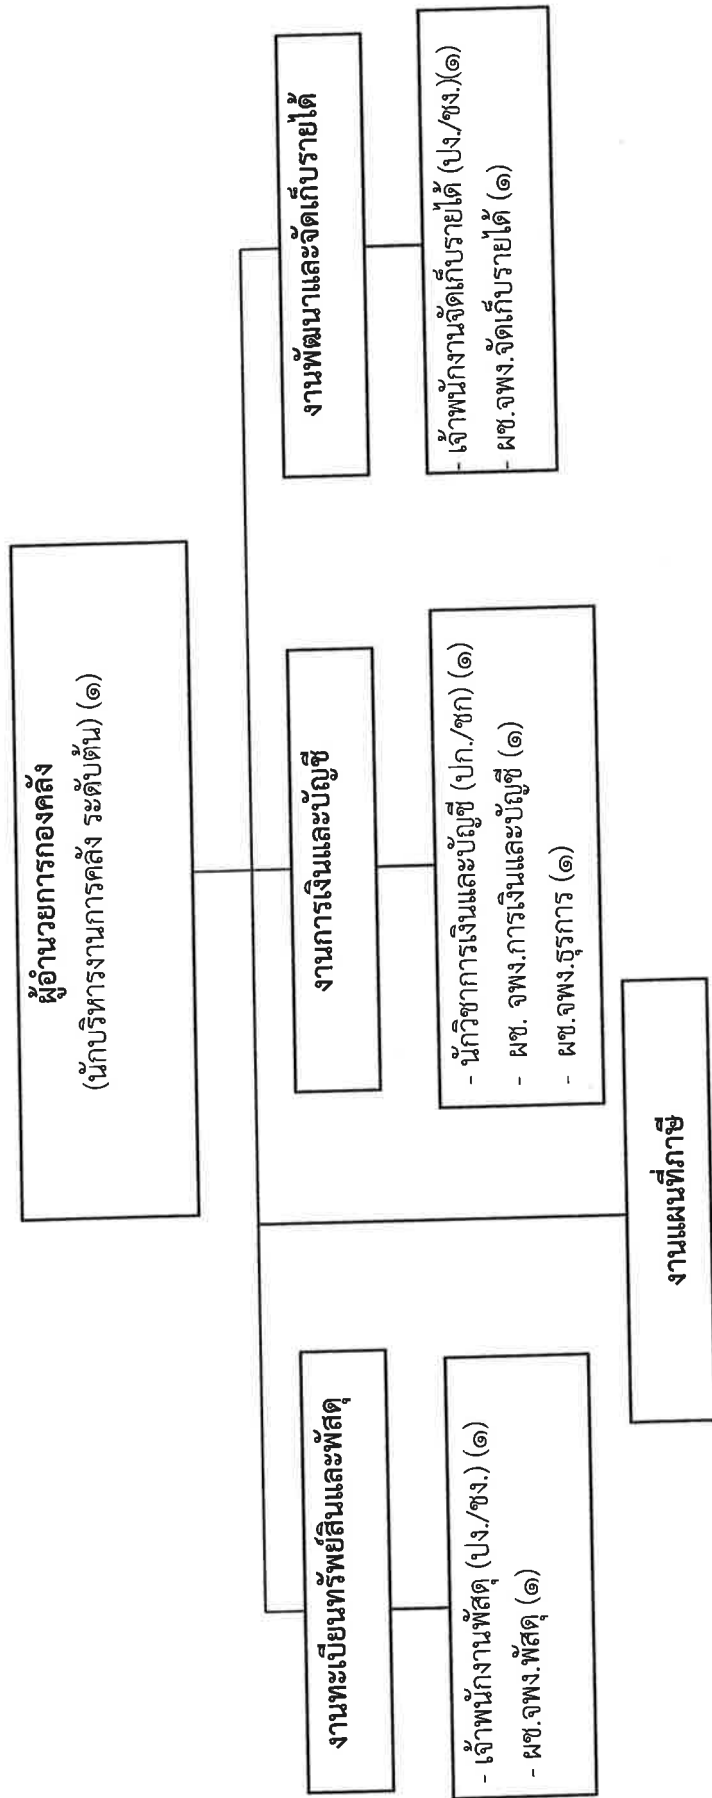 ผู้อำนวยการกองคลัง
(นักบริหารงานการคลัง ระดับต้น) (๑)
งานทะเบียนทรัพย์สินและพัสดุ
- เจ้าพนักงานพัสดุ (ปง./ชง.) (๑)
- ผช.จพง.พัสดุ (๑)
งานการเงินและบัญชี
- นักวิชาการเงินและบัญชี (ปก./ชก) (๑)
- ผช. จพง.การเงินและบัญชี (๑)
- ผช.จพง.ธุรการ (๑)
งานพัฒนาและจัดเก็บรายได้
- เจ้าพนักงานจัดเก็บรายได้ (ปง./ชง.)(๑)
- ผช.จพง.จัดเก็บรายได้ (๑)
งานแผนที่ภาษี